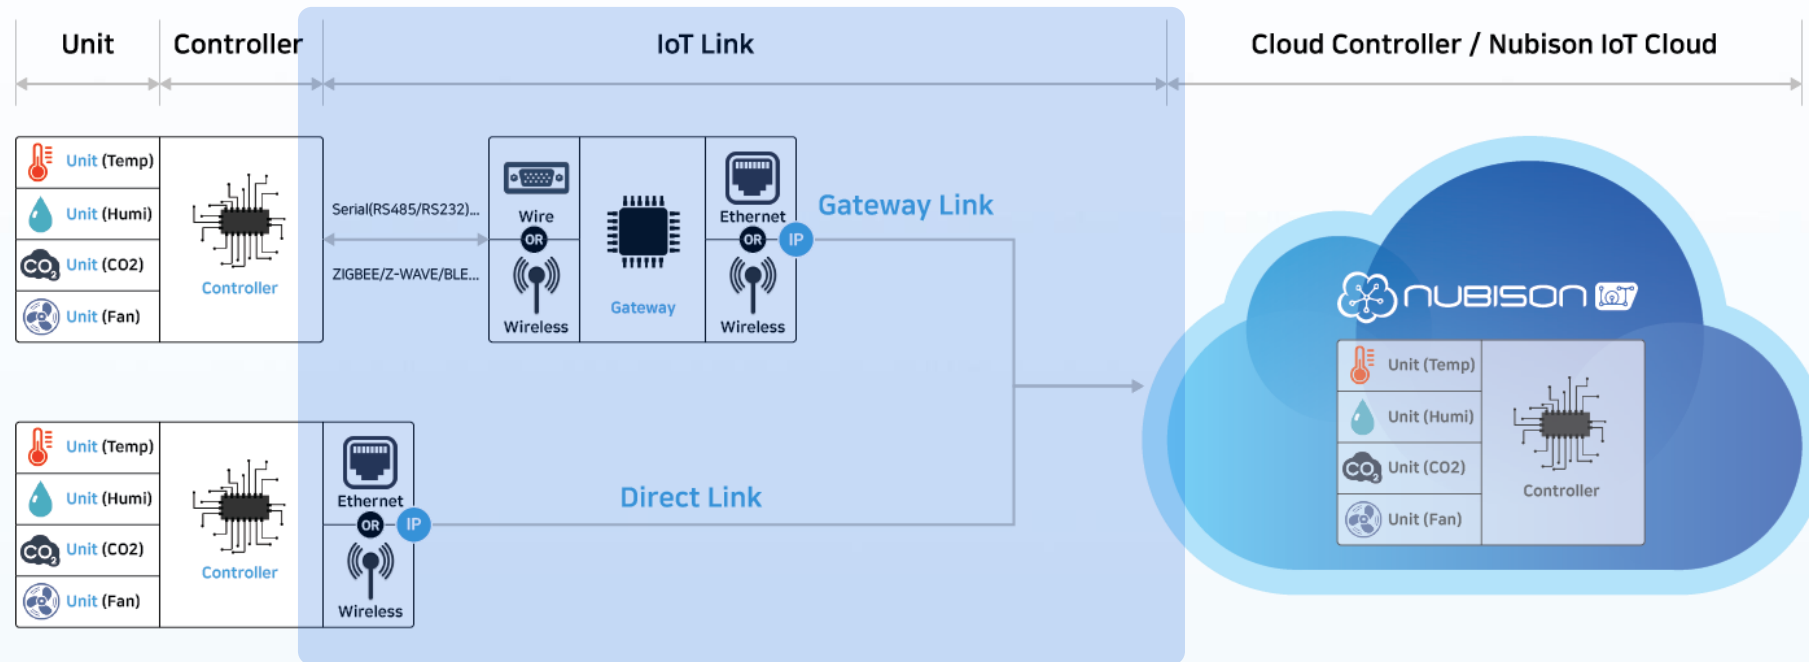 Unit
Controller
IoT Link
Cloud Controller / Nubison IoT Cloud
Unit (Temp)
Unit (Humi)
CO2
Unit (CO2)
Unit (Fan)
Controller
Serial(RS485/RS232)...
ZIGBEE/Z-WAVE/BLE...
Wire
OR
Wireless
Gateway
Ethernet
OR
IP
Wireless
Gateway Link
Unit (Temp)
Unit (Humi)
CO2
Unit (CO2)
Unit (Fan)
Controller
Ethernet
OR
IP
Wireless
Direct Link
NUBISON IoT
Unit (Temp)
Unit (Humi)
CO2
Unit (CO2)
Unit (Fan)
Controller